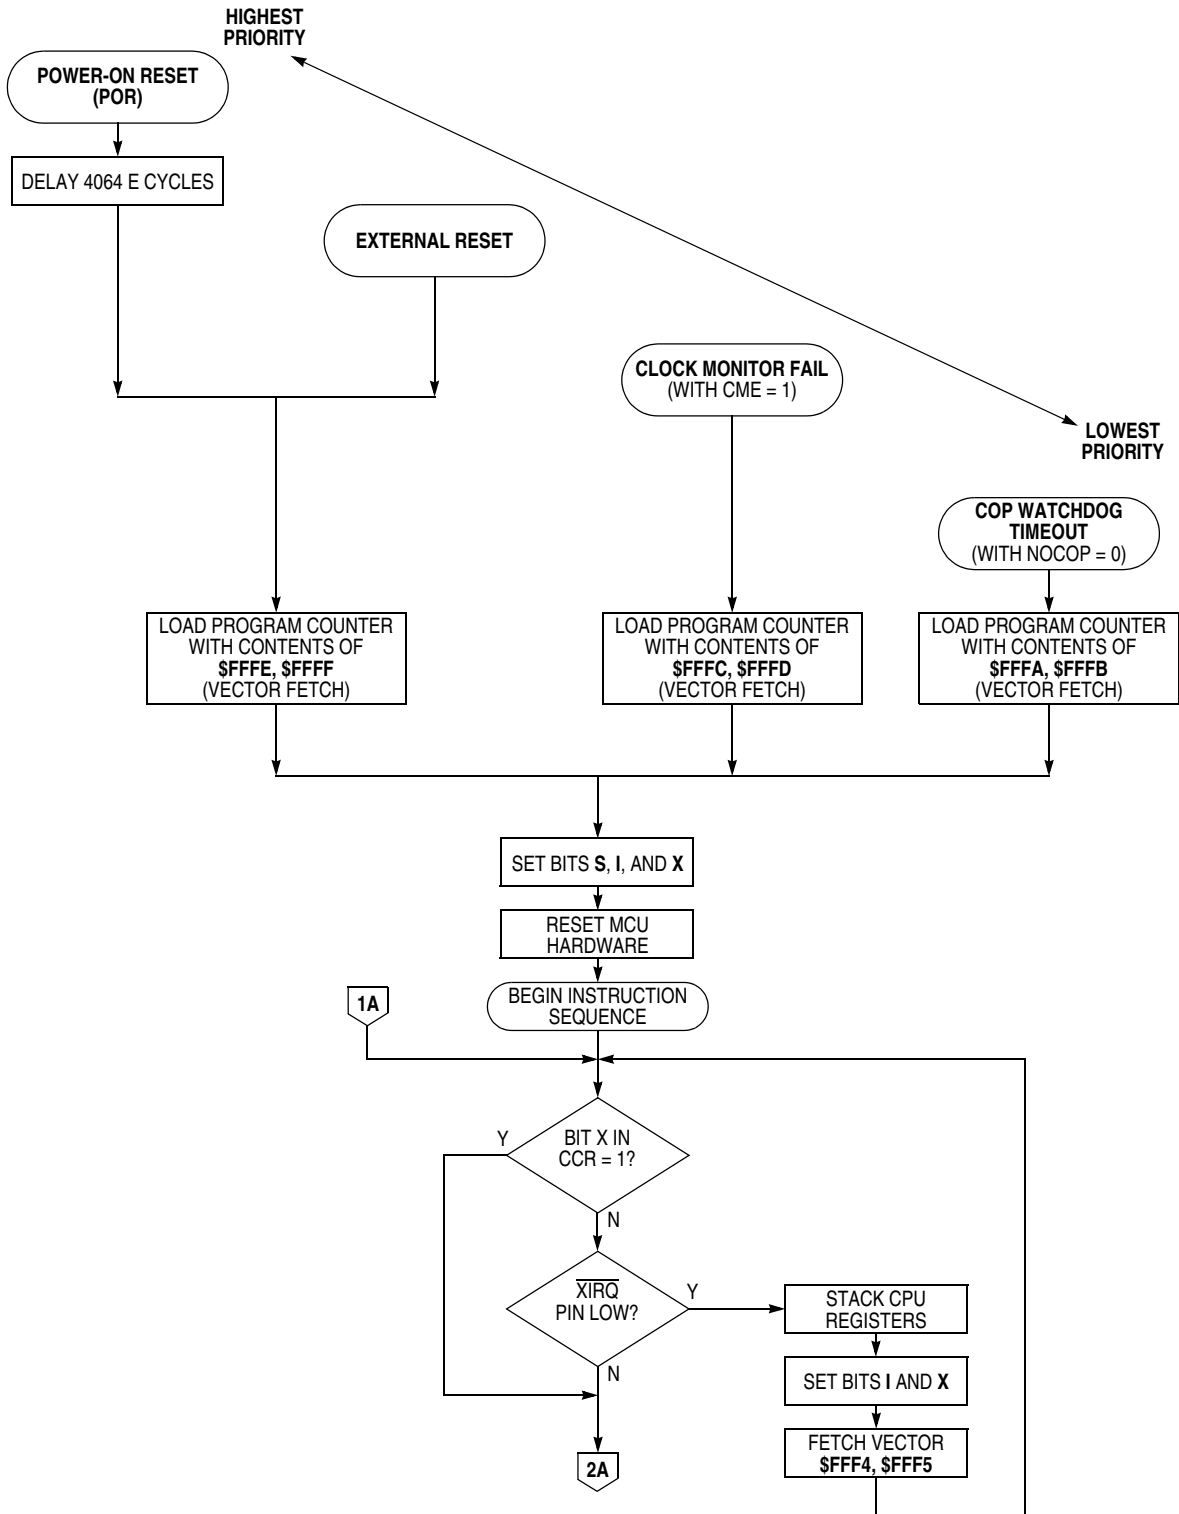 HIGHEST
PRIORITY
POWER-ON RESET
(POR)
DELAY 4064 E CYCLES
EXTERNAL RESET
CLOCK MONITOR FAIL
(WITH CME = 1)
LOWEST
PRIORITY
COP WATCHDOG
TIMEOUT
(WITH NOCOP = 0)
LOAD PROGRAM COUNTER
WITH CONTENTS OF
$FFFE, $FFFF
(VECTOR FETCH)
LOAD PROGRAM COUNTER
WITH CONTENTS OF
$FFFC, $FFFD
(VECTOR FETCH)
LOAD PROGRAM COUNTER
WITH CONTENTS OF
$FFFA, $FFFB
(VECTOR FETCH)
SET BITS S, I, AND X
RESET MCU
HARDWARE
BEGIN INSTRUCTION
SEQUENCE
1A
Y
BIT X IN
CCR = 1?
N
XIRQ
PIN LOW?
Y
N
STACK CPU
REGISTERS
SET BITS I AND X
FETCH VECTOR
$FFF4, $FFF5
2A